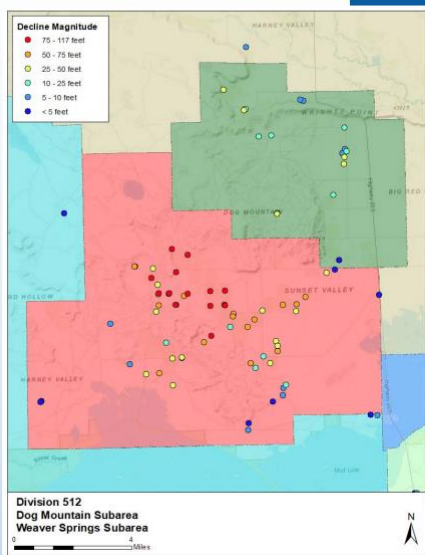 HARNEY VALLEY
Decline Magnitude
75 - 117 feet
50 - 75 feet
25 - 50 feet
10 - 25 feet
5 - 10 feet
< 5 feet
WRIGHTS POINT
BIG RED
DOG MOUNTAIN
SUNSET VALLEY
HARNEY VALLEY
Mud Lake
Division 512
Dog Mountain Subarea
Weaver Springs Subarea
0 4
Miles
N